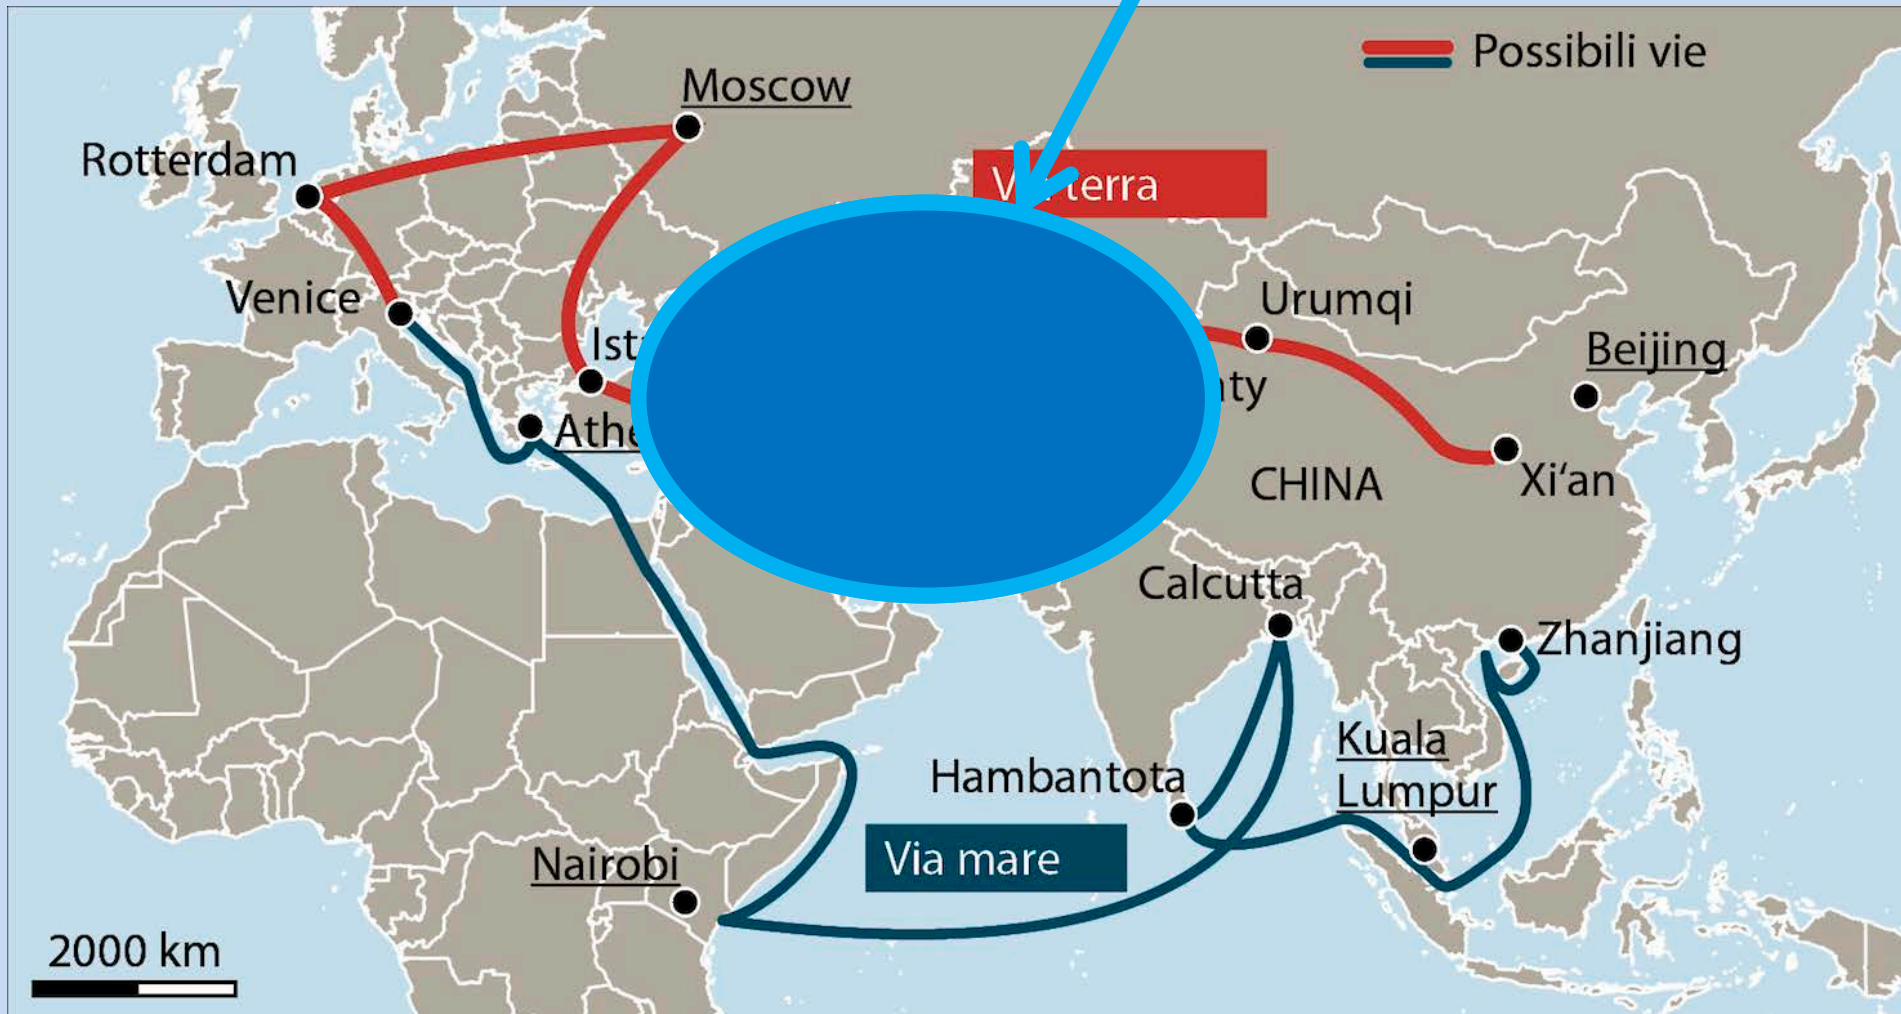 Possibili vie
Moscow
Rotterdam
terra
Venice
Urumqi
Beijing
CHINA
Xi‘an
Calcutta
Zhanjiang
Kuala
Lumpur
Hambantota
Via mare
Nairobi
2000 km